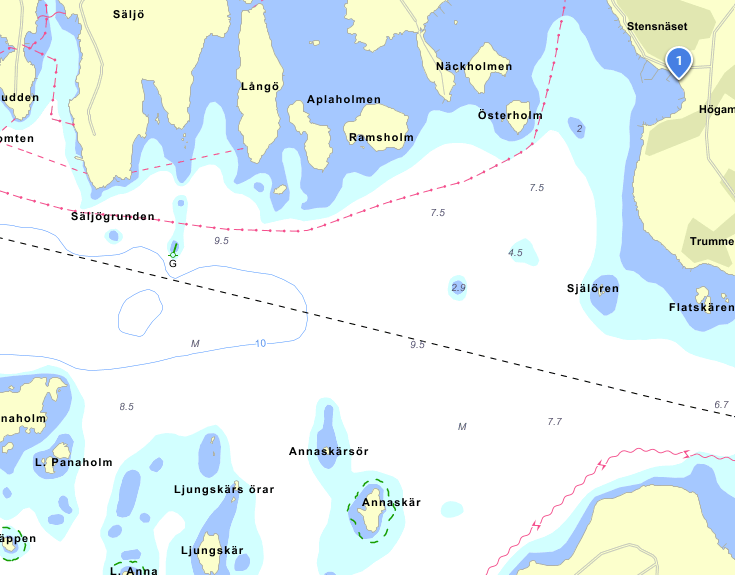 Säljö
Stensnäset
1
Näckholmen
Långö
Aplaholmen
udden
Högam
Österholm
2
omten
Ramsholm
7.5
7.5
Säljögrunden
9.5
Trumme
4.5
G
2.9
Själören
Flatskären
M
10
9.5
8.5
6.7
naholm
7.7
M
Annaskärsör
L. Panaholm
Ljungskärs örar
Annaskär
äppen
Ljungskär
L. Anna